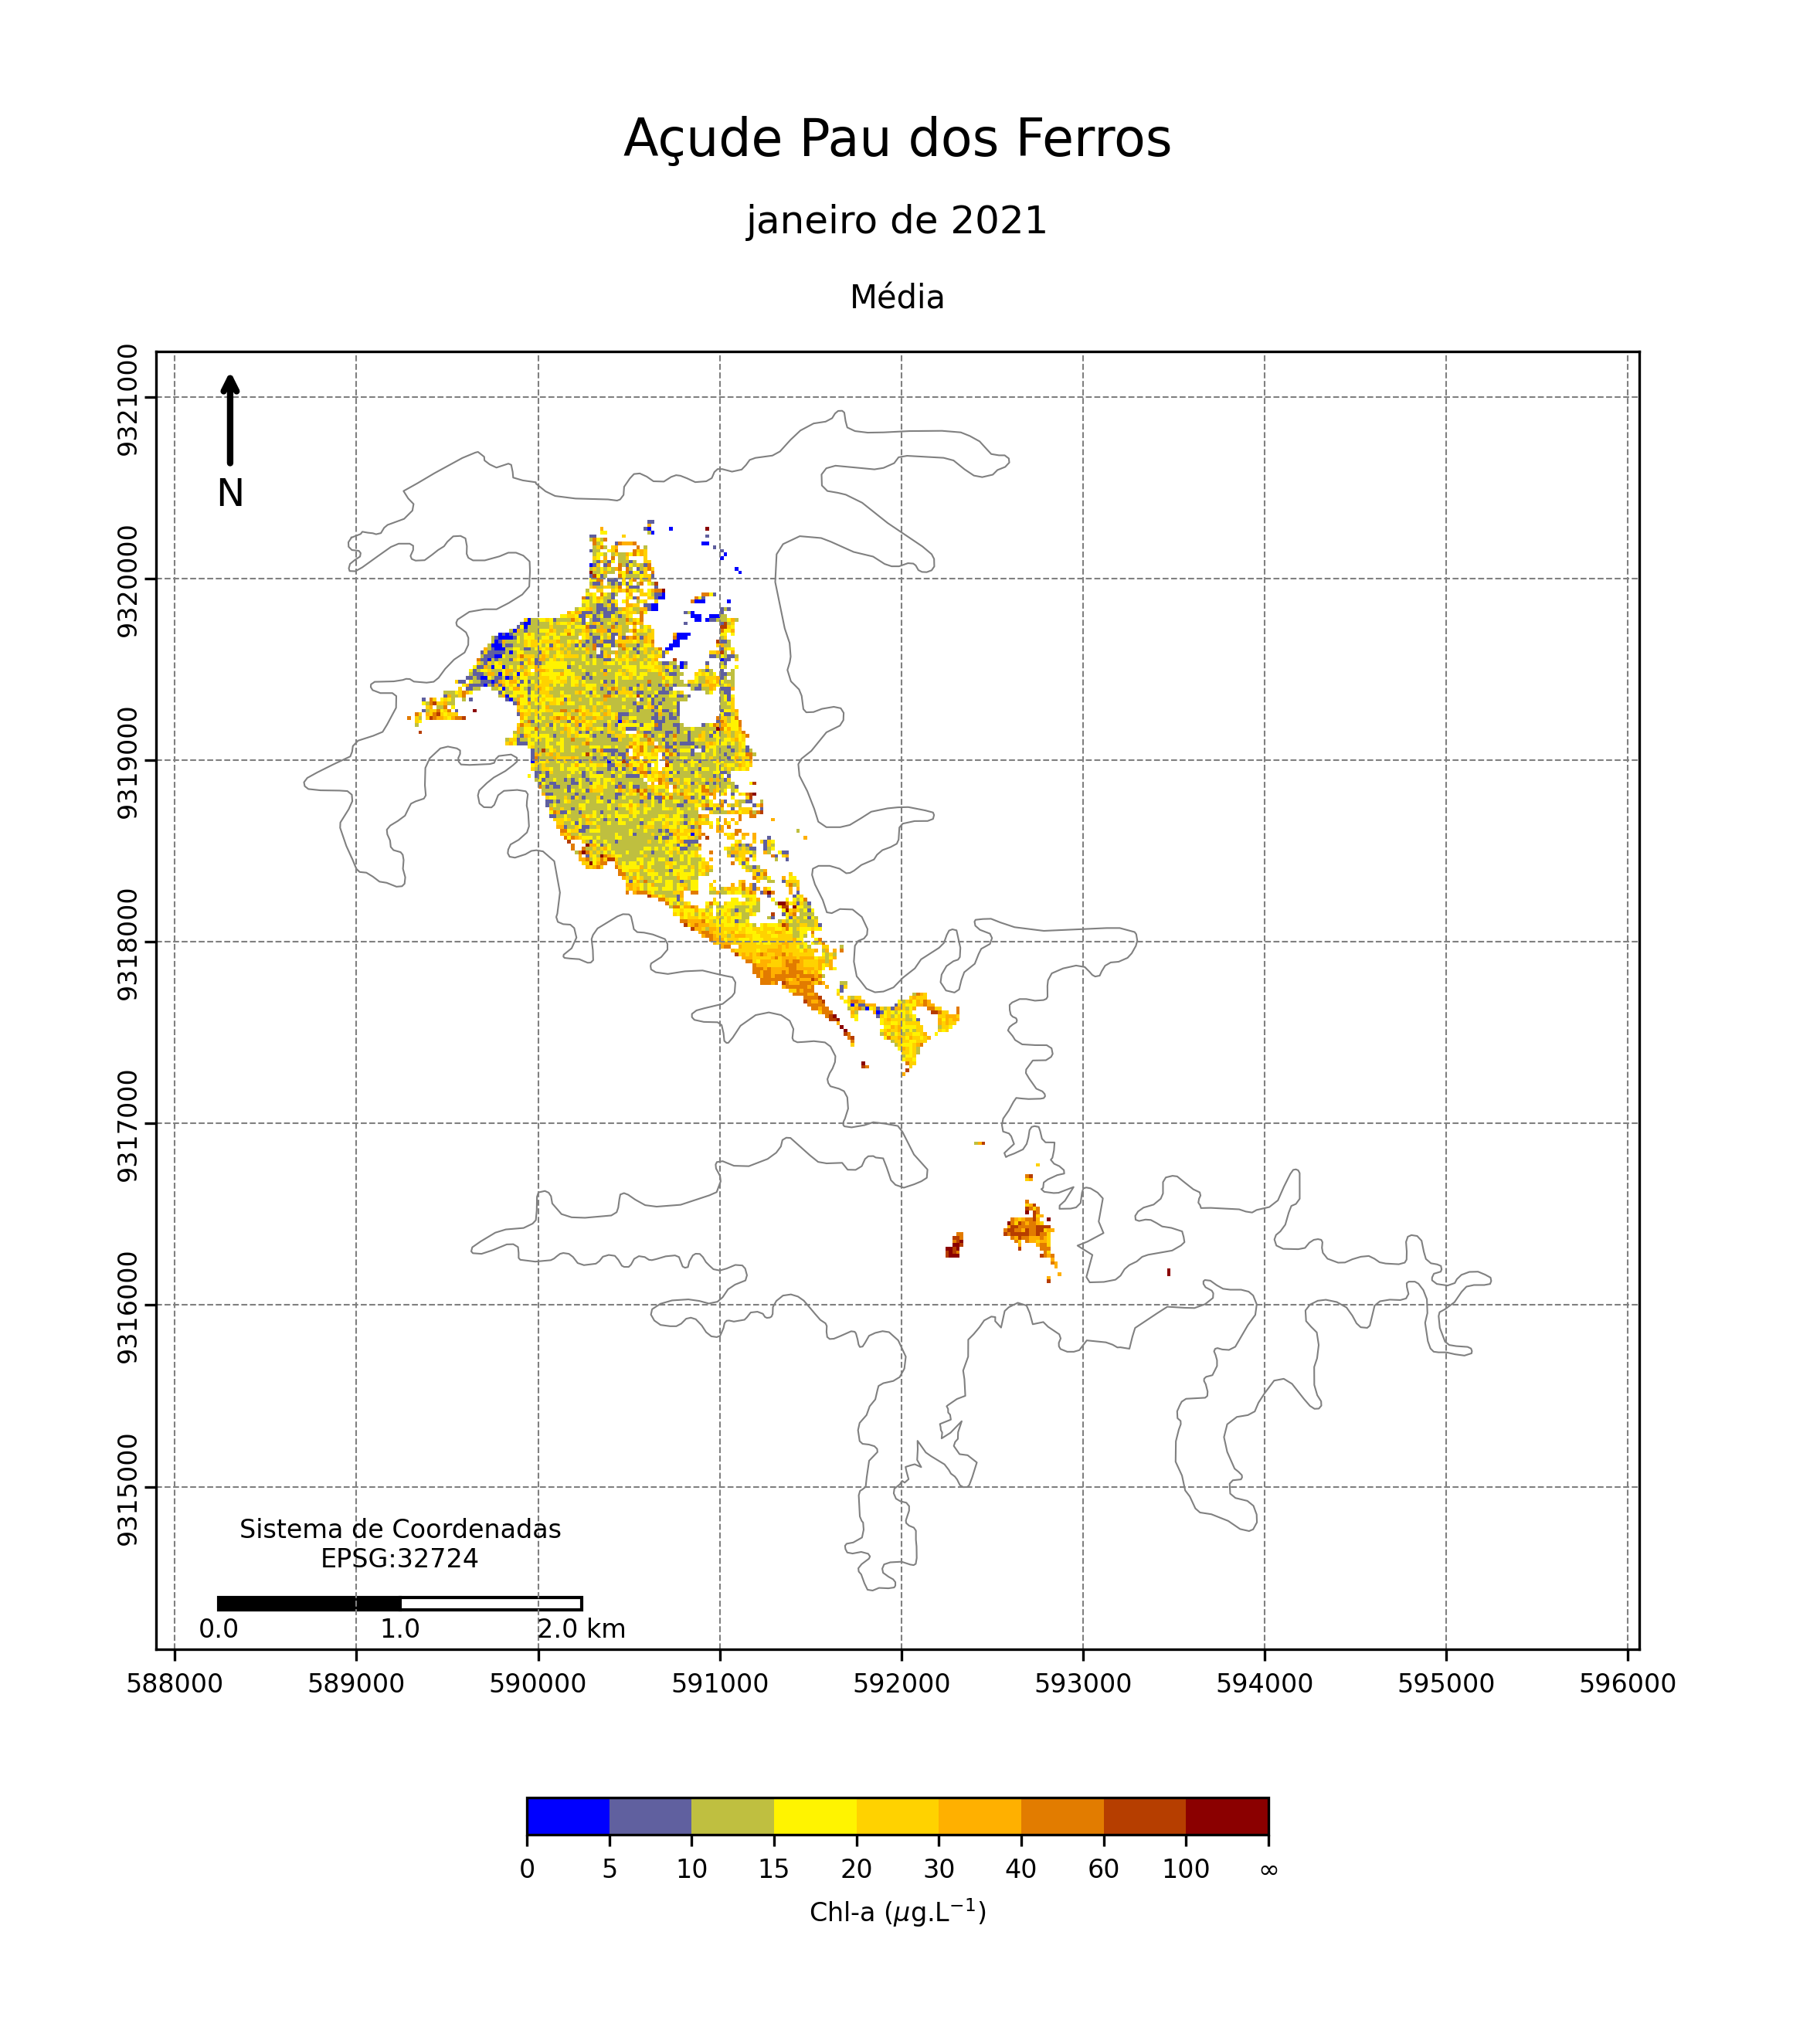 Açude Pau dos Ferros
janeiro de 2021
Média
9321000
9320000
9319000
9318000
9317000
9316000
9315000
N
Sistema de Coordenadas
EPSG:32724
0.0 1.0 2.0 km
588000 589000 590000 591000 592000 593000 594000 595000 596000
0 5 10 15 20 30 40 60 100 ∞
Chl-a (μg.L⁻¹)